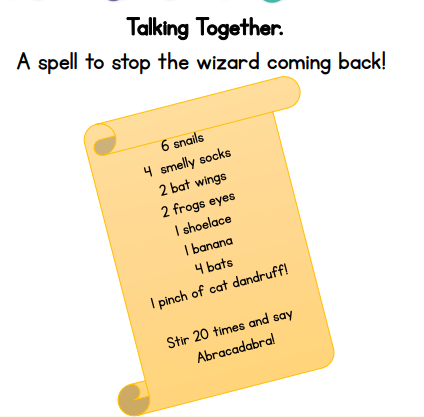 Talking Together.
A spell to stop the wizard coming back!
6 snails
4 smelly socks
2 bat wings
2 frogs eyes
1 shoelace
1 banana
4 bats
1 pinch of cat dandruff!
Stir 20 times and say
Abracadabra!